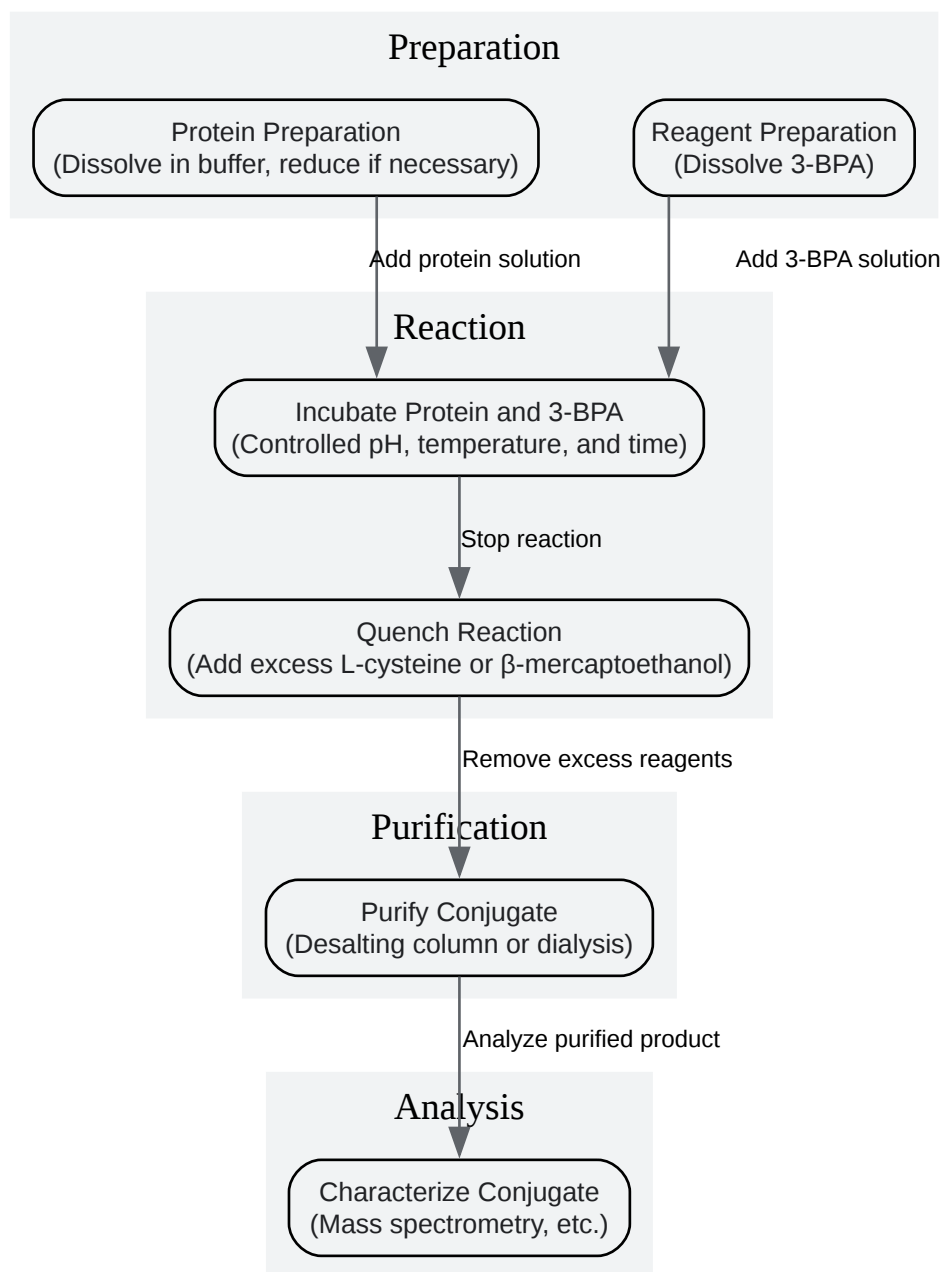 Preparation
Protein Preparation
(Dissolve in buffer, reduce if necessary)
Reagent Preparation
(Dissolve 3-BPA)
Add protein solution
Add 3-BPA solution
Reaction
Incubate Protein and 3-BPA
(Controlled pH, temperature, and time)
Stop reaction
Quench Reaction
(Add excess L-cysteine or β-mercaptoethanol)
Remove excess reagents
Purification
Purify Conjugate
(Desalting column or dialysis)
Analyze purified product
Analysis
Characterize Conjugate
(Mass spectrometry, etc.)